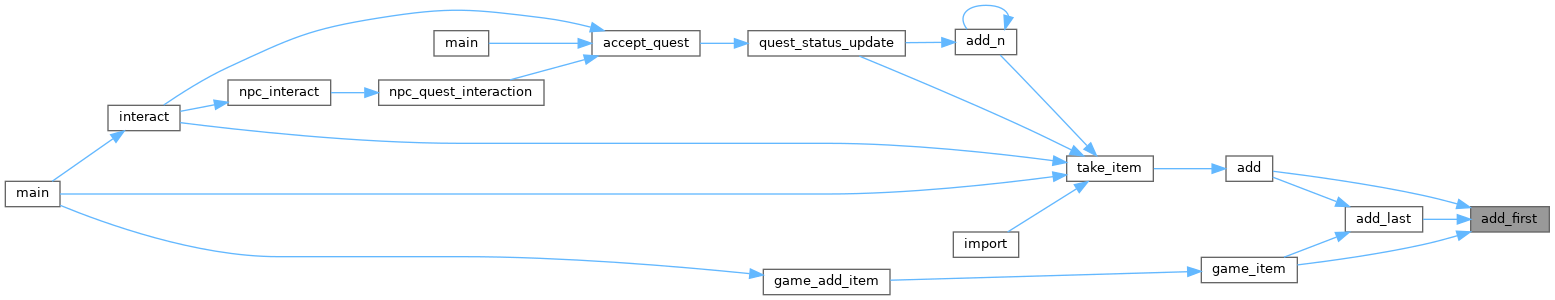 main
accept_quest
quest_status_update
add_n
npc_interact
npc_quest_interaction
interact
main
take_item
add
add_last
add_first
import
game_item
game_add_item